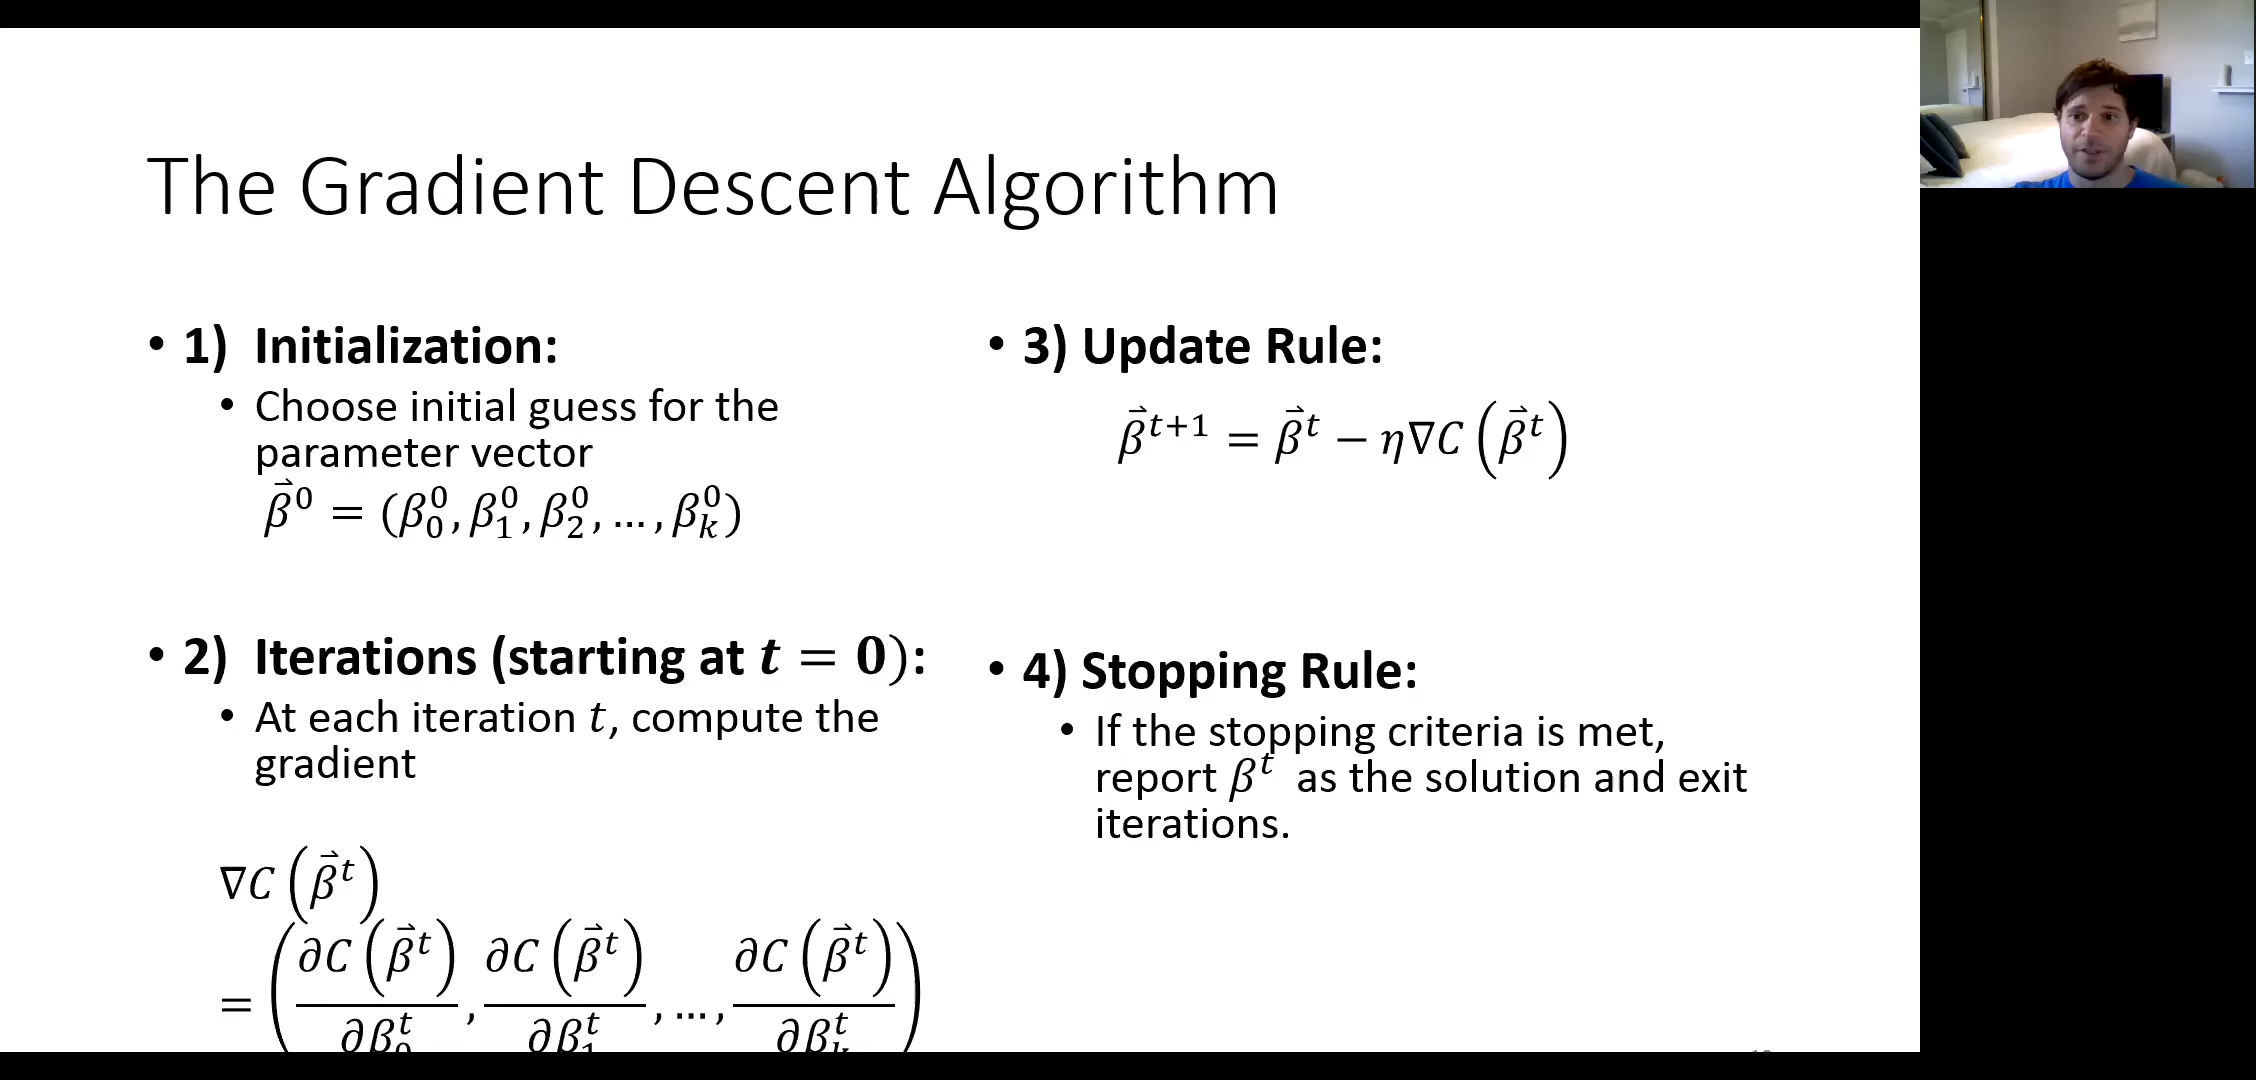 The Gradient Descent Algorithm
• 1) Initialization:
• Choose initial guess for the
parameter vector
β⃗⁰ = (β₀⁰, β₁⁰, β₂⁰, … , βₖ⁰)
• 2) Iterations (starting at t = 0):
• At each iteration t, compute the
gradient
∇C(β⃗ᵗ)
= (∂C(β⃗ᵗ)/∂β₀ᵗ, ∂C(β⃗ᵗ)/∂β₁ᵗ, … , ∂C(β⃗ᵗ)/∂βₖᵗ)
• 3) Update Rule:
β⃗ᵗ⁺¹ = β⃗ᵗ − η∇C(β⃗ᵗ)
• 4) Stopping Rule:
• If the stopping criteria is met,
report βᵗ as the solution and exit
iterations.